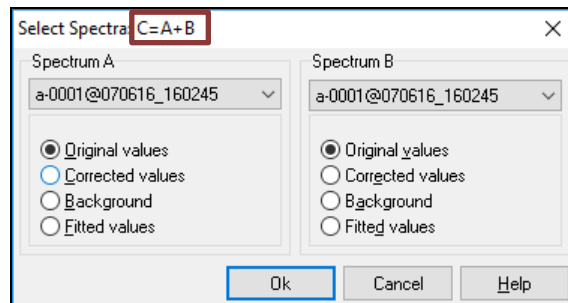 Select Spectra: C=A+B
Spectrum A
a-0001@070616_160245
Original values
Corrected values
Background
Fitted values
Spectrum B
a-0001@070616_160245
Original values
Corrected values
Background
Fitted values
Ok
Cancel
Help